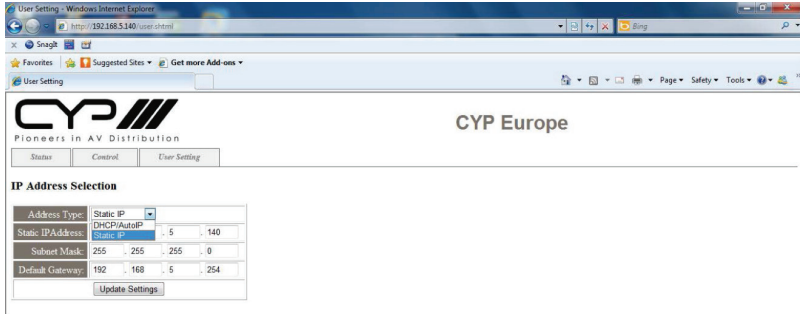 User Setting - Windows Internet Explorer
http://192.168.5.140/user.shtml
Bing
x SnagIt
Favorites Suggested Sites ▾ Get more Add-ons ▾
User Setting
Page ▾ Safety ▾ Tools ▾
CYP
Pioneers in AV Distribution
CYP Europe
Status Control User Setting
IP Address Selection
Address Type: Static IP
DHCP/AutoIP
Static IP
Static IPAddress: . 5 . 140
Subnet Mask: 255 . 255 . 255 . 0
Default Gateway: 192 . 168 . 5 . 254
Update Settings